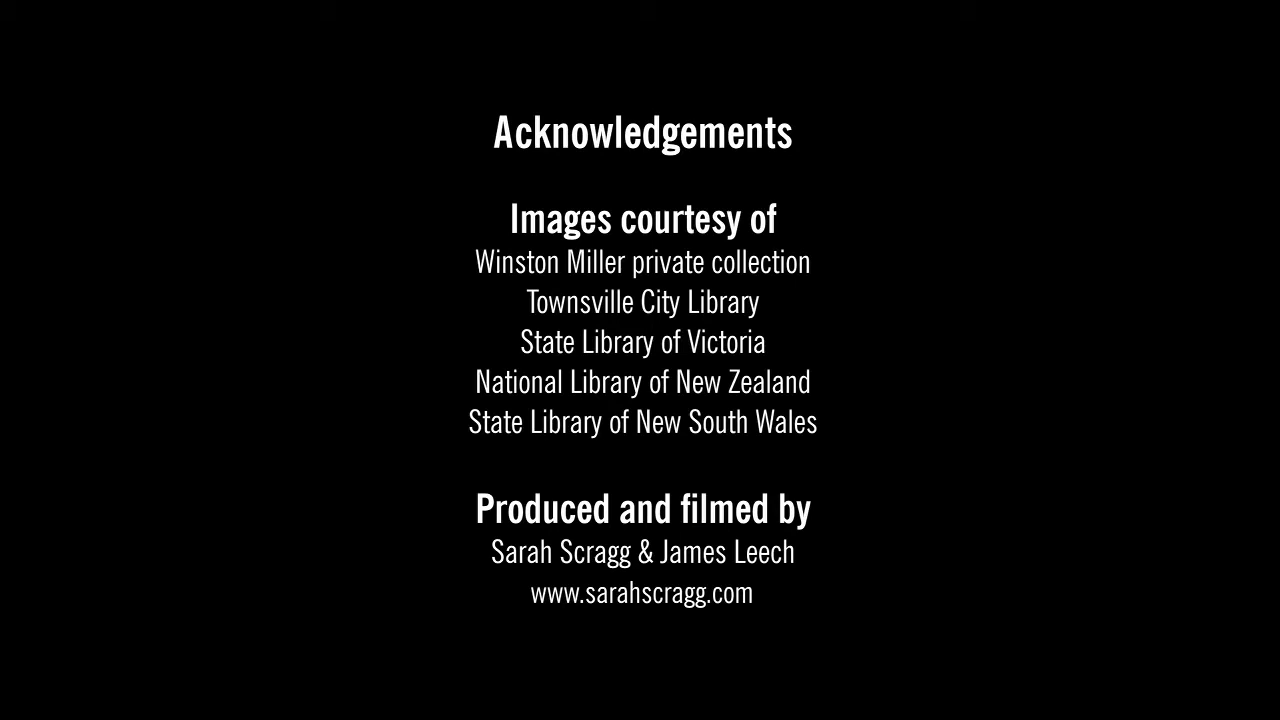 Acknowledgements
Images courtesy of
Winston Miller private collection
Townsville City Library
State Library of Victoria
National Library of New Zealand
State Library of New South Wales
Produced and filmed by
Sarah Scragg & James Leech
www.sarahscragg.com